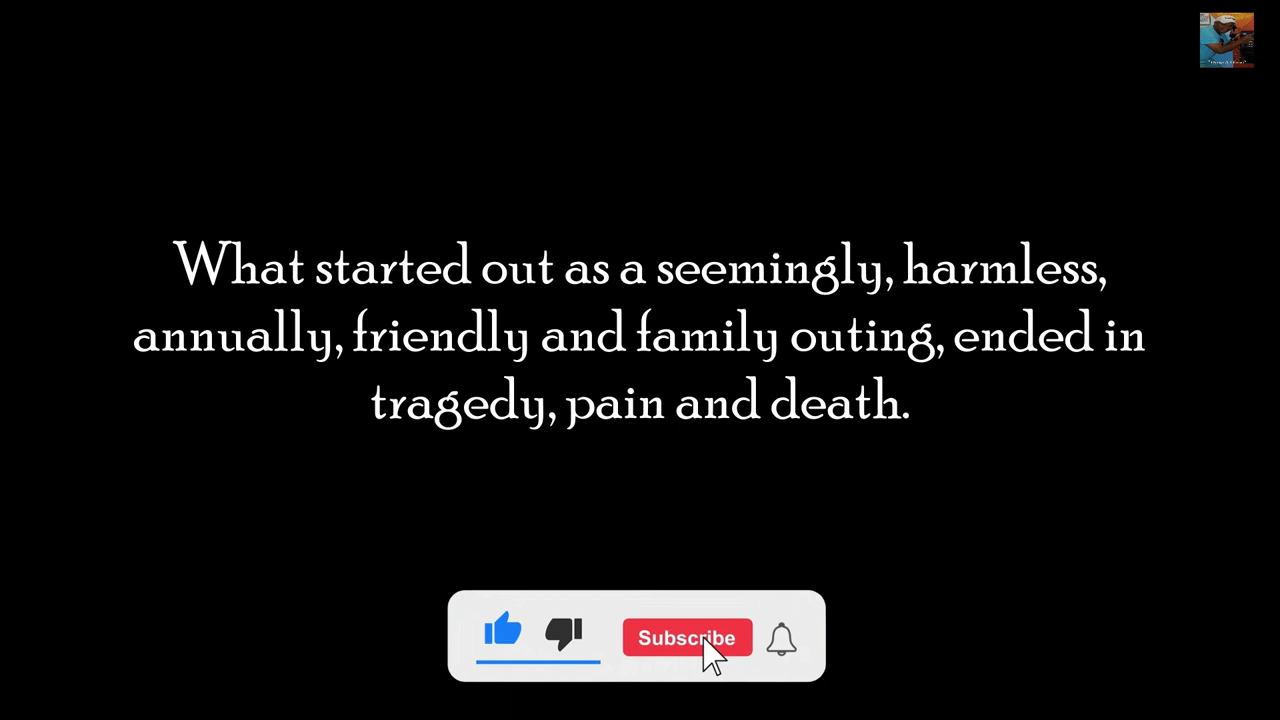 What started out as a seemingly, harmless,
annually, friendly and family outing, ended in
tragedy, pain and death.
Subscribe